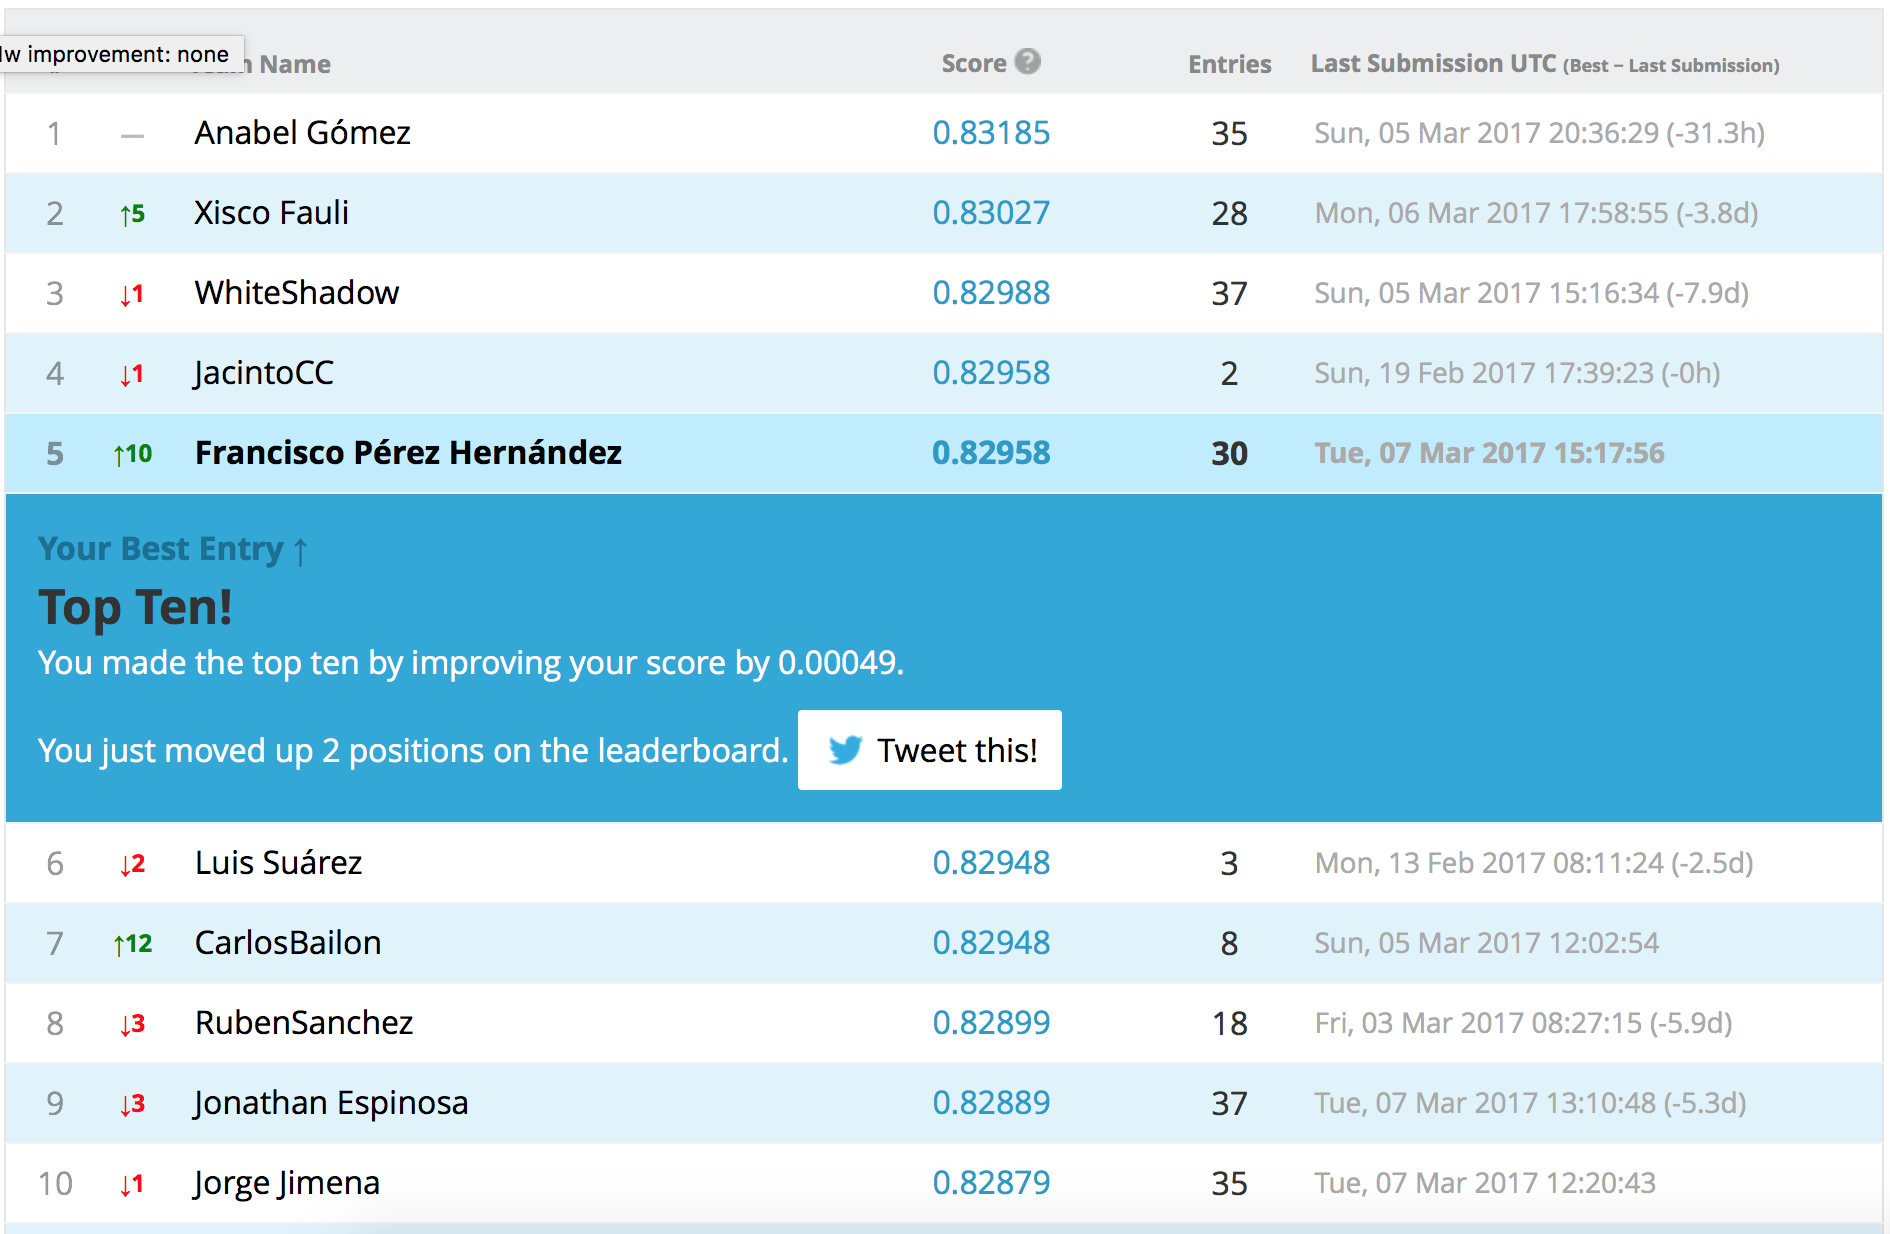 improvement: none
Name Score ? Entries Last Submission UTC (Best − Last Submission)
1 — Anabel Gómez 0.83185 35 Sun, 05 Mar 2017 20:36:29 (-31.3h)
2 ↑5 Xisco Fauli 0.83027 28 Mon, 06 Mar 2017 17:58:55 (-3.8d)
3 ↓1 WhiteShadow 0.82988 37 Sun, 05 Mar 2017 15:16:34 (-7.9d)
4 ↓1 JacintoCC 0.82958 2 Sun, 19 Feb 2017 17:39:23 (-0h)
5 ↑10 Francisco Pérez Hernández 0.82958 30 Tue, 07 Mar 2017 15:17:56
Your Best Entry ↑
Top Ten!
You made the top ten by improving your score by 0.00049.
You just moved up 2 positions on the leaderboard. Tweet this!
6 ↓2 Luis Suárez 0.82948 3 Mon, 13 Feb 2017 08:11:24 (-2.5d)
7 ↑12 CarlosBailon 0.82948 8 Sun, 05 Mar 2017 12:02:54
8 ↓3 RubenSanchez 0.82899 18 Fri, 03 Mar 2017 08:27:15 (-5.9d)
9 ↓3 Jonathan Espinosa 0.82889 37 Tue, 07 Mar 2017 13:10:48 (-5.3d)
10 ↓1 Jorge Jimena 0.82879 35 Tue, 07 Mar 2017 12:20:43